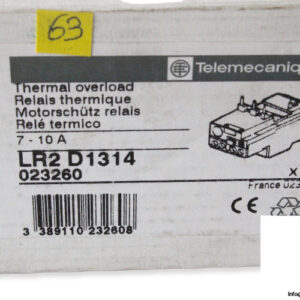 63
Telemecaniq
Thermal overload
Relais thermique
Motorschütz relais
Relé termico
7 - 10 A
LR2 D1314
023260
x
France 023
3 389110 232608
CE